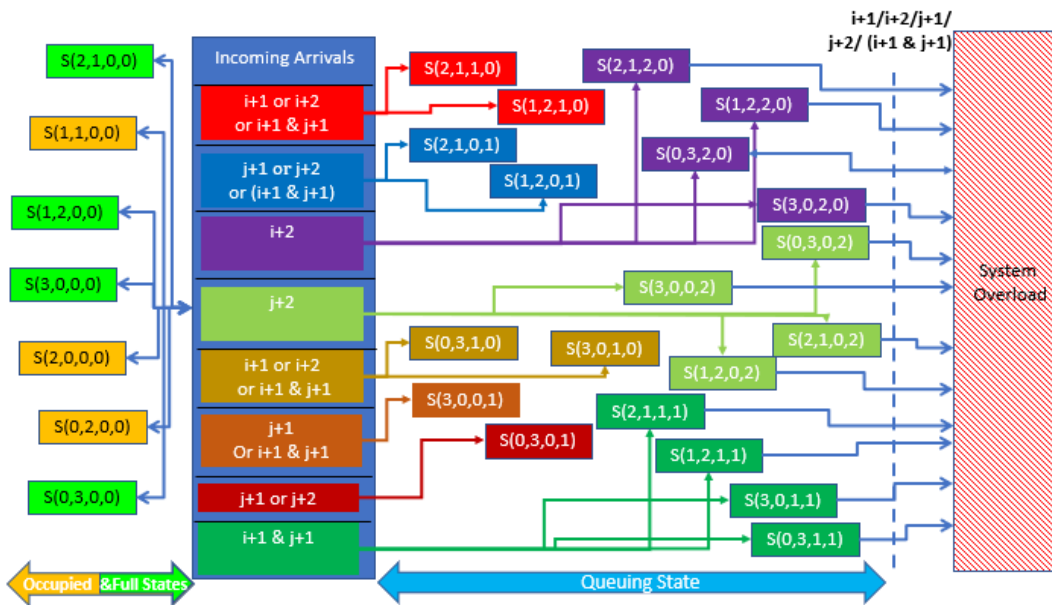 i+1/i+2/j+1/
j+2/ (i+1 & j+1)
S(2,1,0,0)
S(1,1,0,0)
S(1,2,0,0)
S(3,0,0,0)
S(2,0,0,0)
S(0,2,0,0)
S(0,3,0,0)
Occupied &Full States
Incoming Arrivals
i+1 or i+2
or i+1 & j+1
j+1 or j+2
or (i+1 & j+1)
i+2
j+2
i+1 or i+2
or i+1 & j+1
j+1
Or i+1 & j+1
j+1 or j+2
i+1 & j+1
S(2,1,1,0)
S(1,2,1,0)
S(2,1,0,1)
S(1,2,0,1)
S(2,1,2,0)
S(1,2,2,0)
S(0,3,2,0)
S(3,0,2,0)
S(0,3,0,2)
S(3,0,0,2)
S(2,1,0,2)
S(1,2,0,2)
S(0,3,1,0)
S(3,0,1,0)
S(3,0,0,1)
S(0,3,0,1)
S(2,1,1,1)
S(1,2,1,1)
S(3,0,1,1)
S(0,3,1,1)
Queuing State
System
Overload